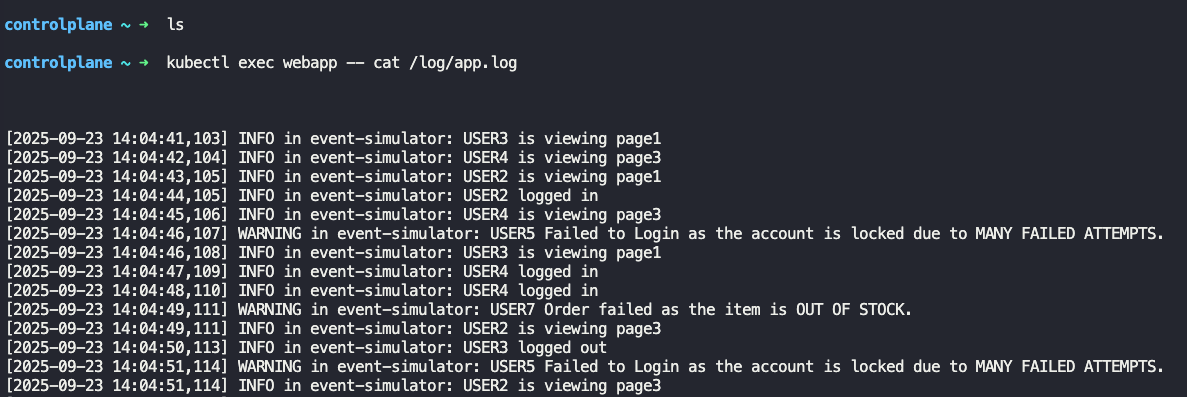 controlplane ~ ➜  ls
controlplane ~ ➜  kubectl exec webapp -- cat /log/app.log
[2025-09-23 14:04:41,103] INFO in event-simulator: USER3 is viewing page1
[2025-09-23 14:04:42,104] INFO in event-simulator: USER4 is viewing page3
[2025-09-23 14:04:43,105] INFO in event-simulator: USER2 is viewing page1
[2025-09-23 14:04:44,105] INFO in event-simulator: USER2 logged in
[2025-09-23 14:04:45,106] INFO in event-simulator: USER4 is viewing page3
[2025-09-23 14:04:46,107] WARNING in event-simulator: USER5 Failed to Login as the account is locked due to MANY FAILED ATTEMPTS.
[2025-09-23 14:04:46,108] INFO in event-simulator: USER3 is viewing page1
[2025-09-23 14:04:47,109] INFO in event-simulator: USER4 logged in
[2025-09-23 14:04:48,110] INFO in event-simulator: USER4 logged in
[2025-09-23 14:04:49,111] WARNING in event-simulator: USER7 Order failed as the item is OUT OF STOCK.
[2025-09-23 14:04:49,111] INFO in event-simulator: USER2 is viewing page3
[2025-09-23 14:04:50,113] INFO in event-simulator: USER3 logged out
[2025-09-23 14:04:51,114] WARNING in event-simulator: USER5 Failed to Login as the account is locked due to MANY FAILED ATTEMPTS.
[2025-09-23 14:04:51,114] INFO in event-simulator: USER2 is viewing page3